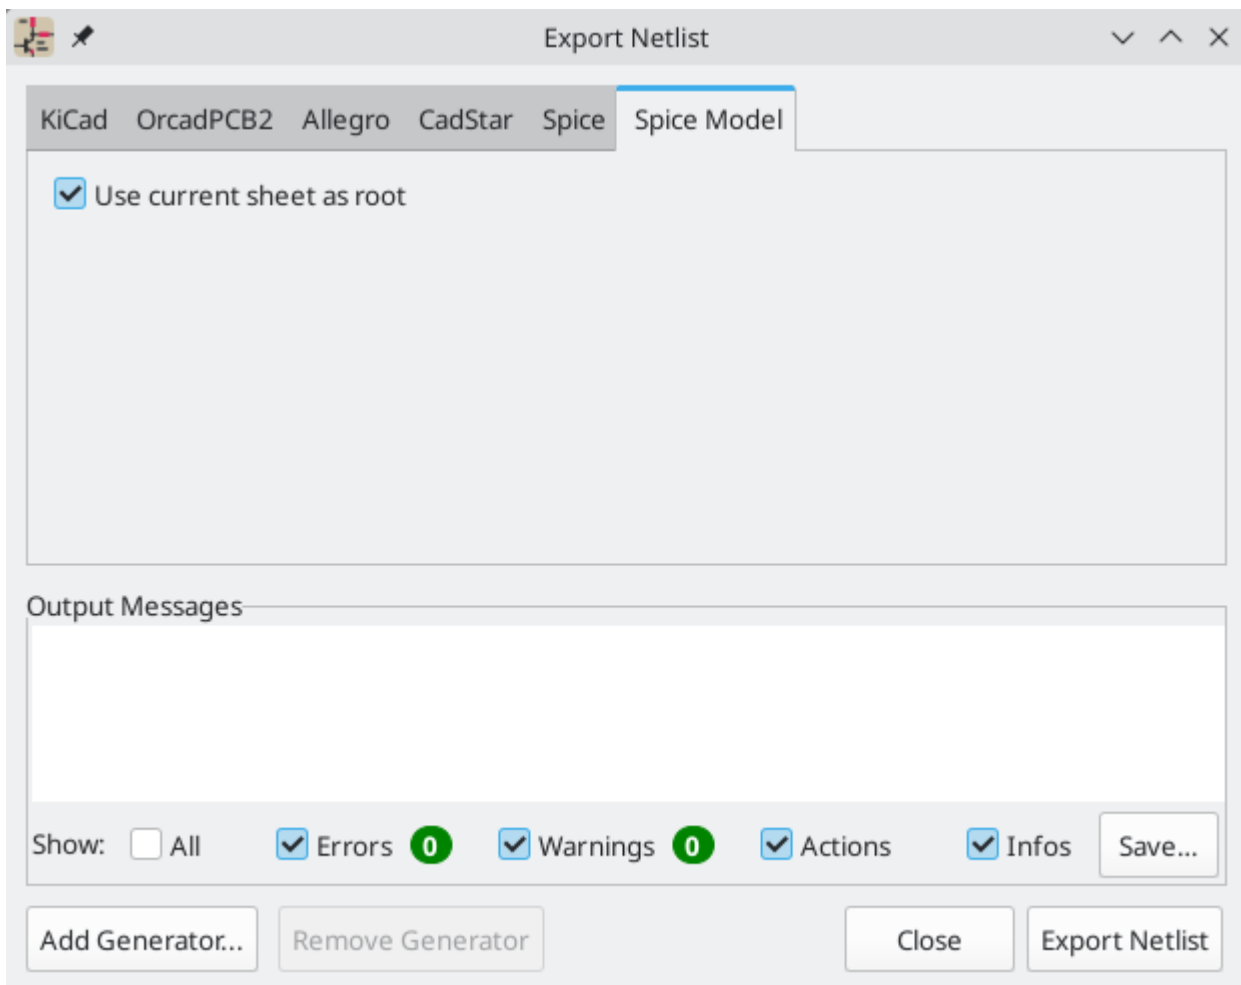 Export Netlist
KiCad OrcadPCB2 Allegro CadStar Spice Spice Model
Use current sheet as root
Output Messages
Show: All Errors 0 Warnings 0 Actions Infos Save...
Add Generator... Remove Generator Close Export Netlist